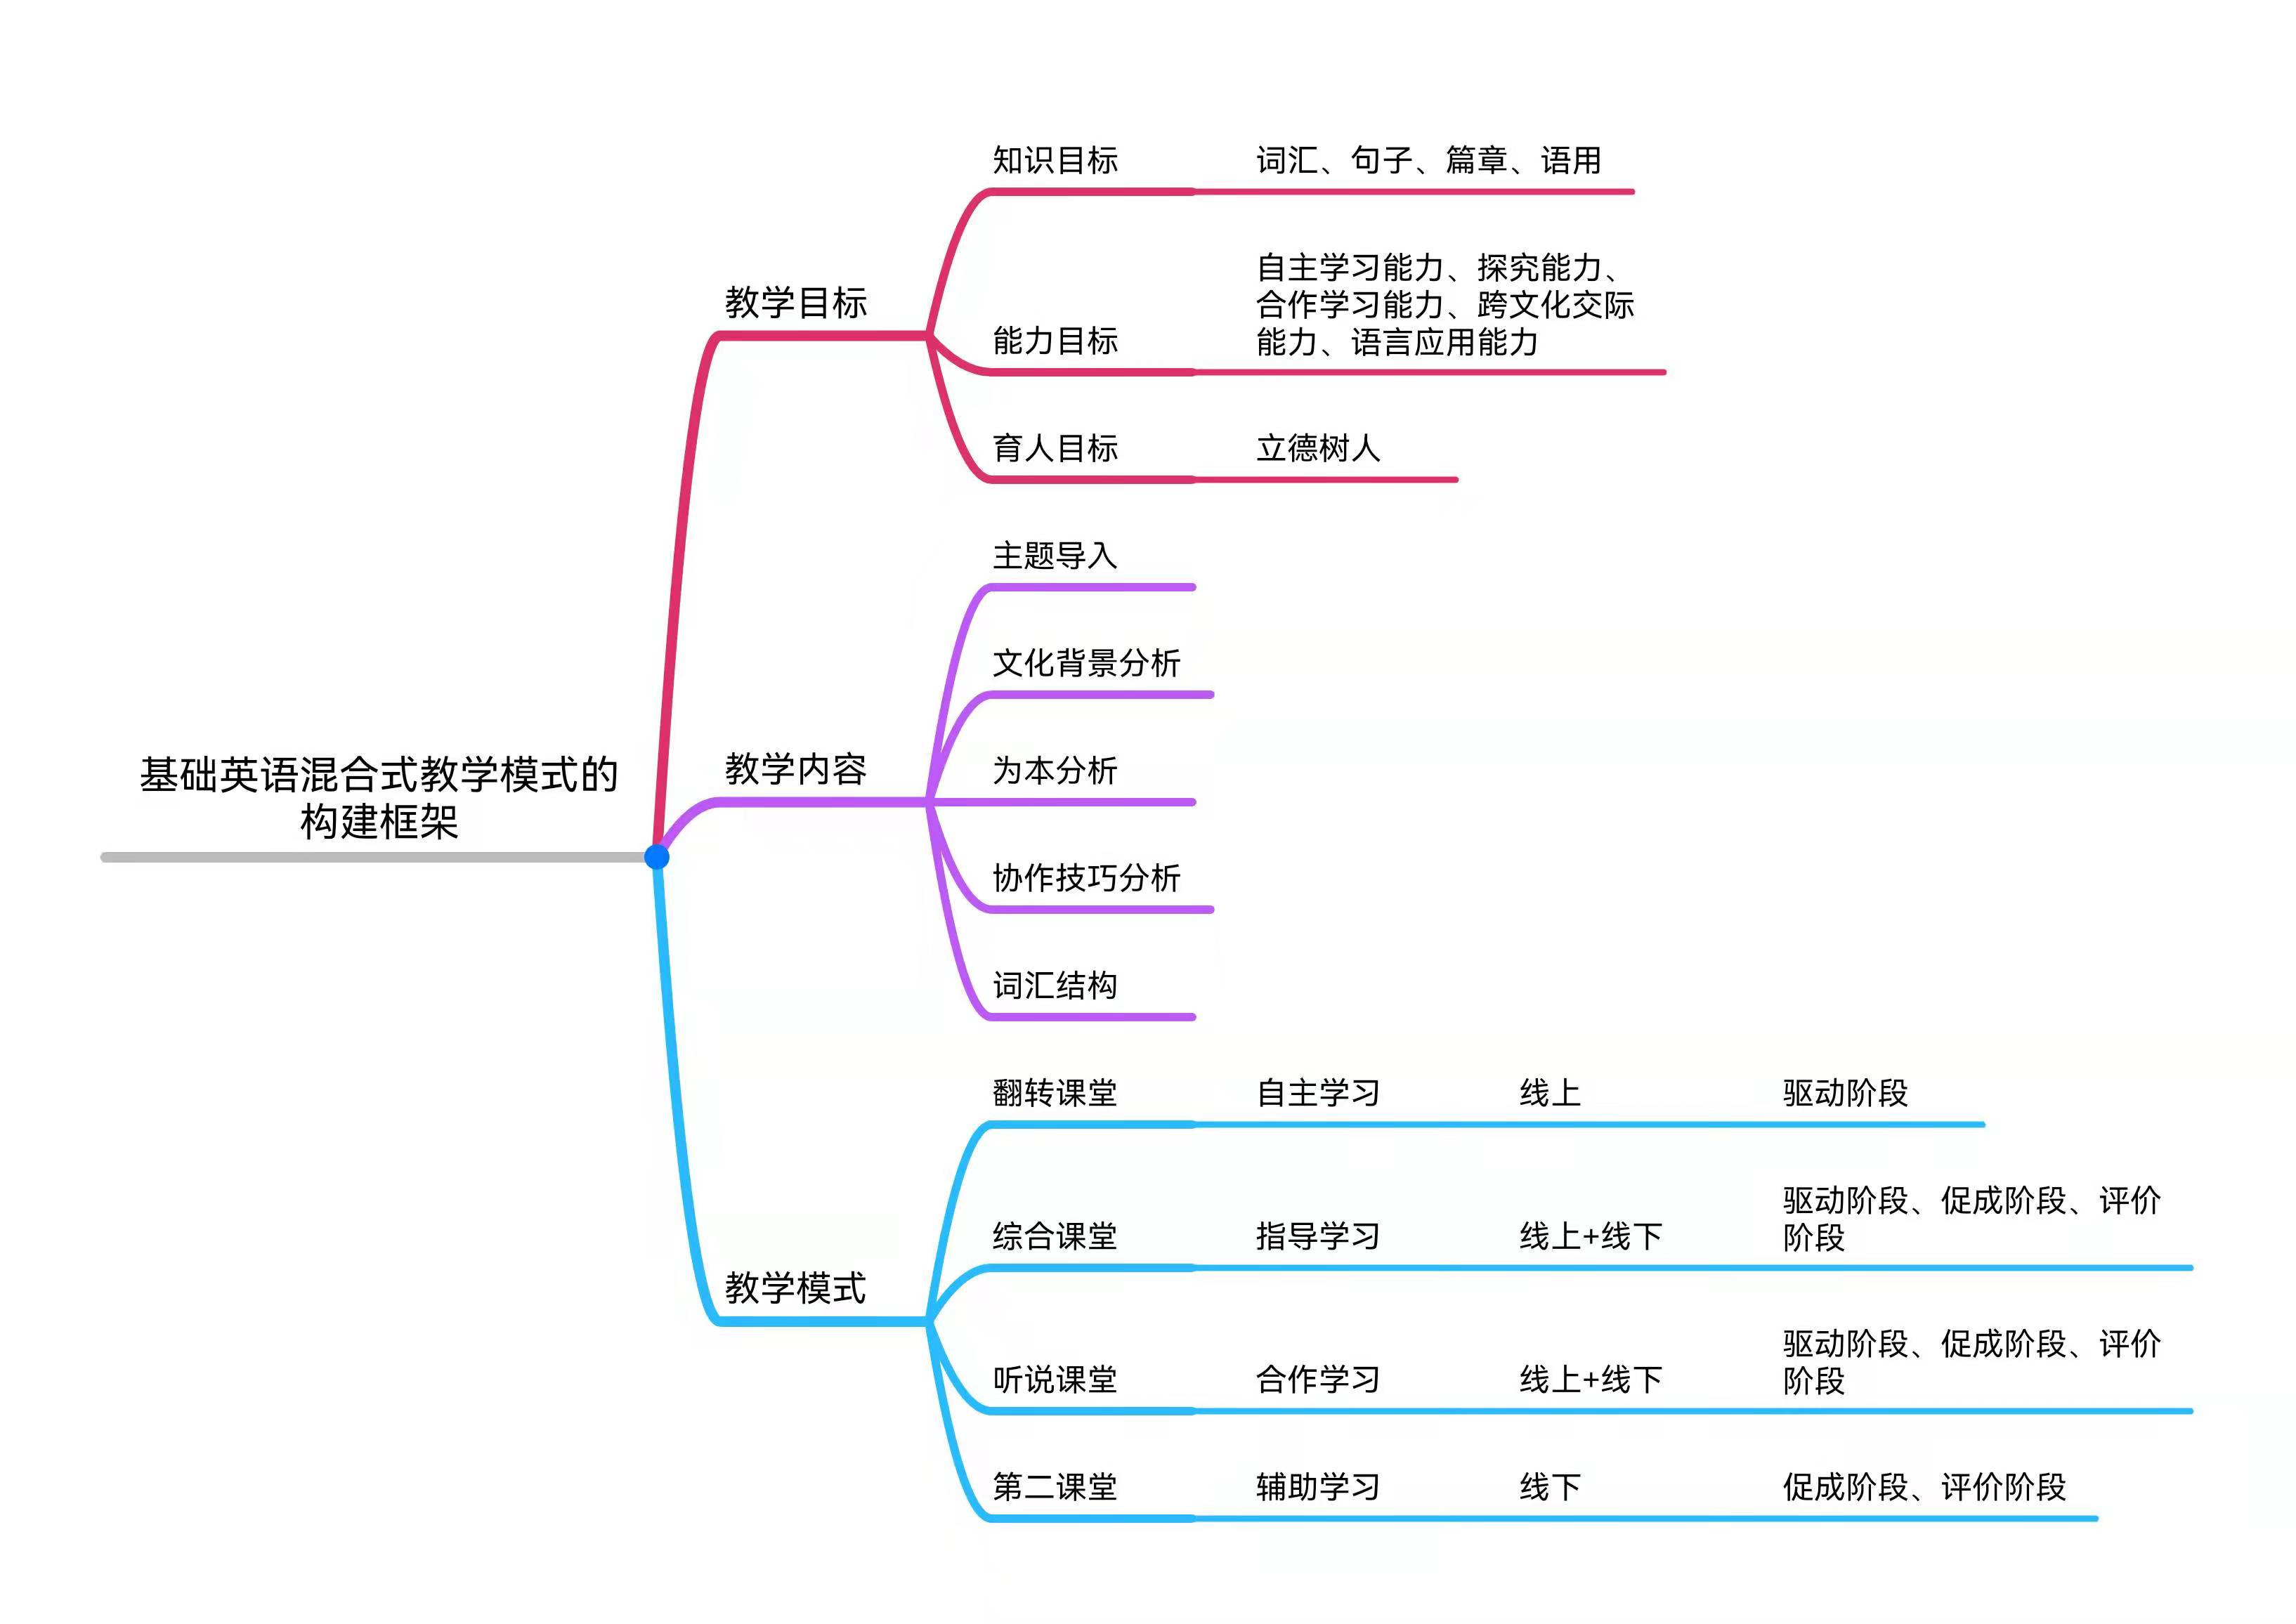 基础英语混合式教学模式的
构建框架
教学目标
知识目标
词汇、句子、篇章、语用
能力目标
自主学习能力、探究能力、
合作学习能力、跨文化交际
能力、语言应用能力
育人目标
立德树人
教学内容
主题导入
文化背景分析
为本分析
协作技巧分析
词汇结构
教学模式
翻转课堂
自主学习
线上
驱动阶段
综合课堂
指导学习
线上+线下
驱动阶段、促成阶段、评价
阶段
听说课堂
合作学习
线上+线下
驱动阶段、促成阶段、评价
阶段
第二课堂
辅助学习
线下
促成阶段、评价阶段